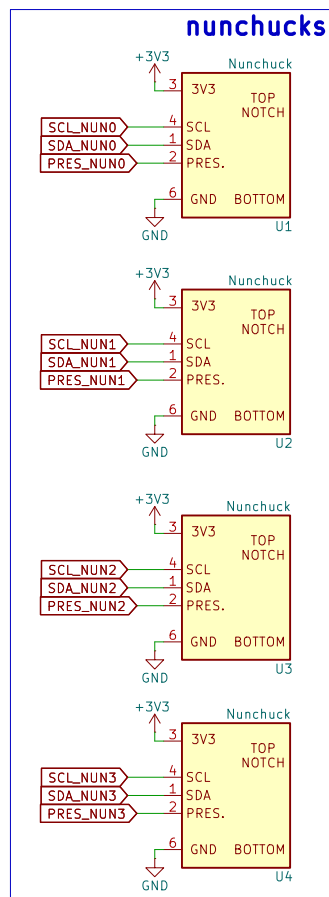 nunchucks
+3V3
Nunchuck
3
3V3
TOP
NOTCH
SCL_NUN0
4
SCL
SDA_NUN0
1
SDA
PRES_NUN0
2
PRES.
6
GND
BOTTOM
GND
U1
+3V3
Nunchuck
3
3V3
TOP
NOTCH
SCL_NUN1
4
SCL
SDA_NUN1
1
SDA
PRES_NUN1
2
PRES.
6
GND
BOTTOM
GND
U2
Nunchuck
+3V3
3
3V3
TOP
NOTCH
SCL_NUN2
4
SCL
SDA_NUN2
1
SDA
PRES_NUN2
2
PRES.
6
GND
BOTTOM
GND
U3
+3V3
Nunchuck
3
3V3
TOP
NOTCH
SCL_NUN3
4
SCL
SDA_NUN3
1
SDA
PRES_NUN3
2
PRES.
6
GND
BOTTOM
GND
U4